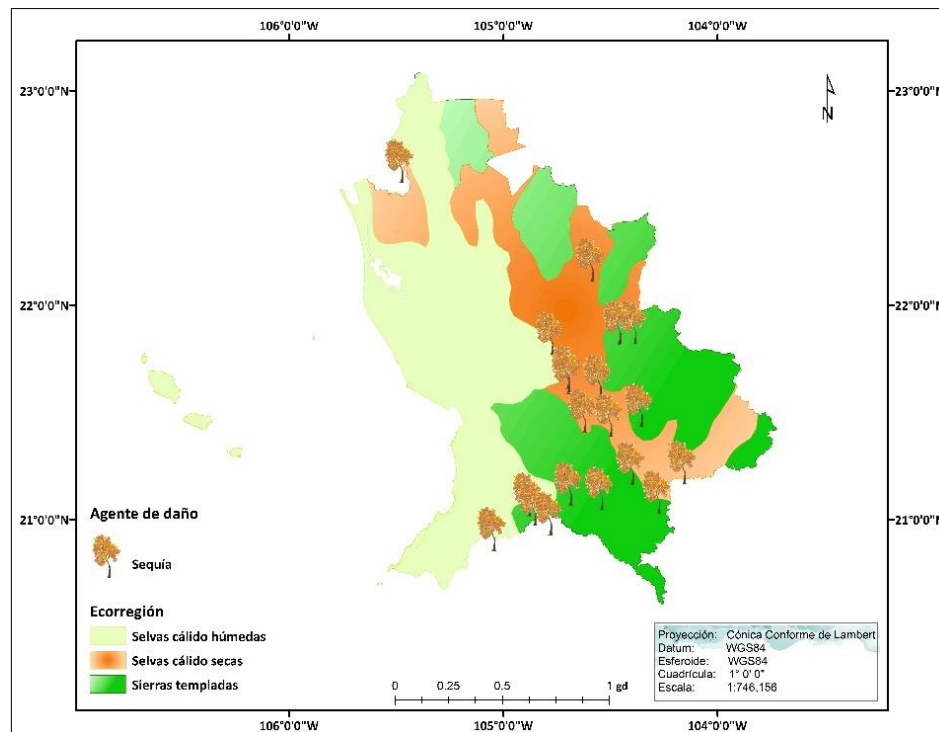 106°0'0"W 105°0'0"W 104°0'0"W
23°0'0"N 23°0'0"N
N
22°0'0"N 22°0'0"N
21°0'0"N 21°0'0"N
Agente de daño
Sequía
Ecorregión
Selvas cálido húmedas
Selvas cálido secas
Sierras templadas
0 0.25 0.5 1 gd
Proyección: Cónica Conforme de Lambert
Datum: WGS84
Esferoide: WGS84
Cuadrícula: 1° 0' 0"
Escala: 1:746,156
106°0'0"W 105°0'0"W 104°0'0"W